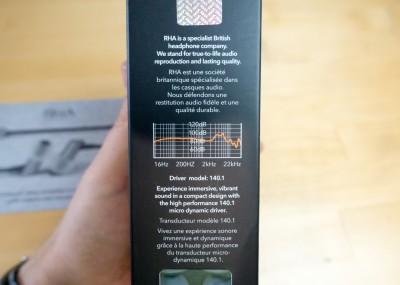 RHA is a specialist British
headphone company.
We stand for true-to-life audio
reproduction and lasting quality.
RHA est une société
britannique spécialisée dans
les casques audio.
Nous défendons une
restitution audio fidèle et une
qualité durable.
120dB
100dB
80dB
60dB
16Hz 200HZ 2kHz 22kHz
Driver model: 140.1
Experience immersive, vibrant
sound in a compact design with
the high performance 140.1
micro dynamic driver.
Transducteur modèle 140.1
Vivez une expérience sonore
immersive et dynamique
grâce à la haute performance
du transducteur micro-
dynamique 140.1.
RHA